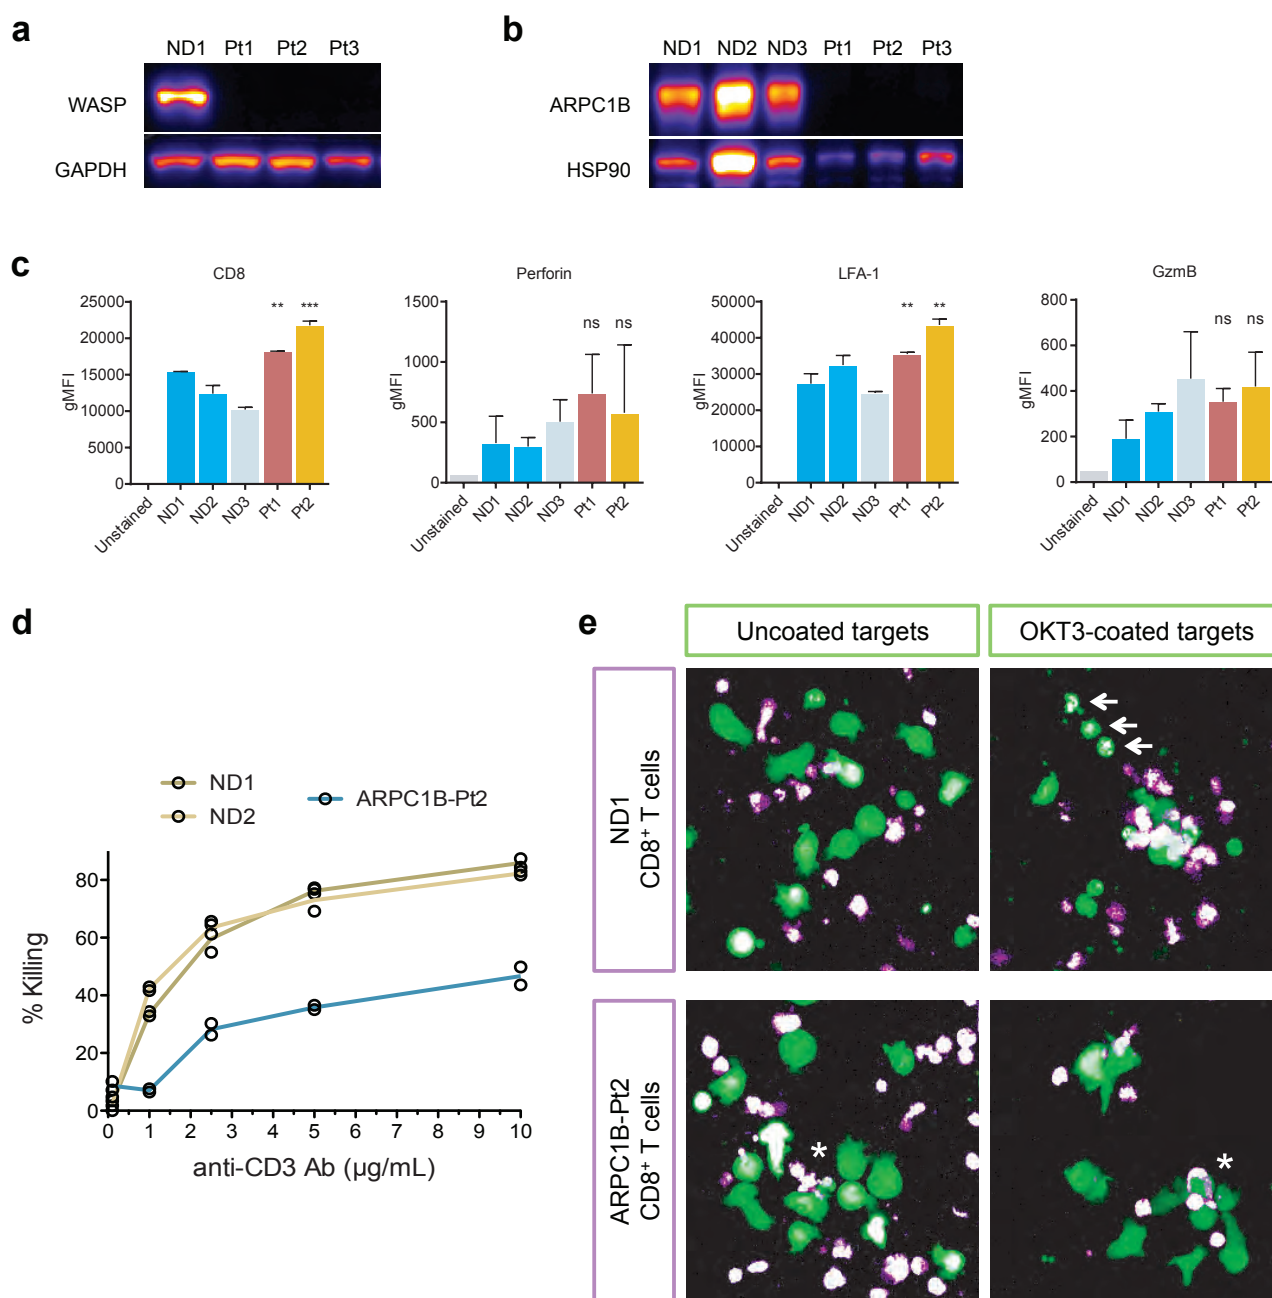 a
ND1 Pt1 Pt2 Pt3
WASP
GAPDH
b
ND1 ND2 ND3 Pt1 Pt2 Pt3
ARPC1B
HSP90
c
CD8
gMFI
25000
20000
15000
10000
5000
0
** ***
Unstained ND1 ND2 ND3 Pt1 Pt2
Perforin
gMFI
1500
1000
500
0
ns ns
Unstained ND1 ND2 ND3 Pt1 Pt2
LFA-1
gMFI
50000
40000
30000
20000
10000
0
** **
Unstained ND1 ND2 ND3 Pt1 Pt2
GzmB
gMFI
800
600
400
200
0
ns ns
Unstained ND1 ND2 ND3 Pt1 Pt2
d
ND1
ND2
ARPC1B-Pt2
% Killing
80
60
40
20
0
0 1 2 3 4 5 6 7 8 9 10
anti-CD3 Ab (µg/mL)
e
Uncoated targets
OKT3-coated targets
ND1
CD8⁺ T cells
ARPC1B-Pt2
CD8⁺ T cells
*
*